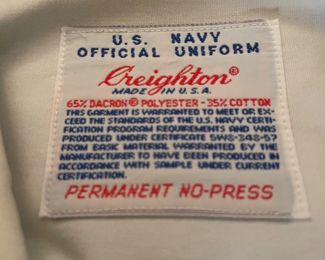 U.S. NAVY
OFFICIAL UNIFORM
Creighton®
MADE IN U.S.A.
65% DACRON® POLYESTER - 35% COTTON
THIS GARMENT IS WARRANTED TO MEET OR EX-
CEED THE STANDARDS OF THE U.S. NAVY CERTI-
FICATION PROGRAM REQUIREMENTS AND WAS
PRODUCED UNDER CERTIFICATE SW8-348-57
FROM BASIC MATERIAL WARRANTED BY THE
MANUFACTURER TO HAVE BEEN PRODUCED IN
ACCORDANCE WITH SAMPLE UNDER CURRENT
CERTIFICATION.
PERMANENT NO-PRESS